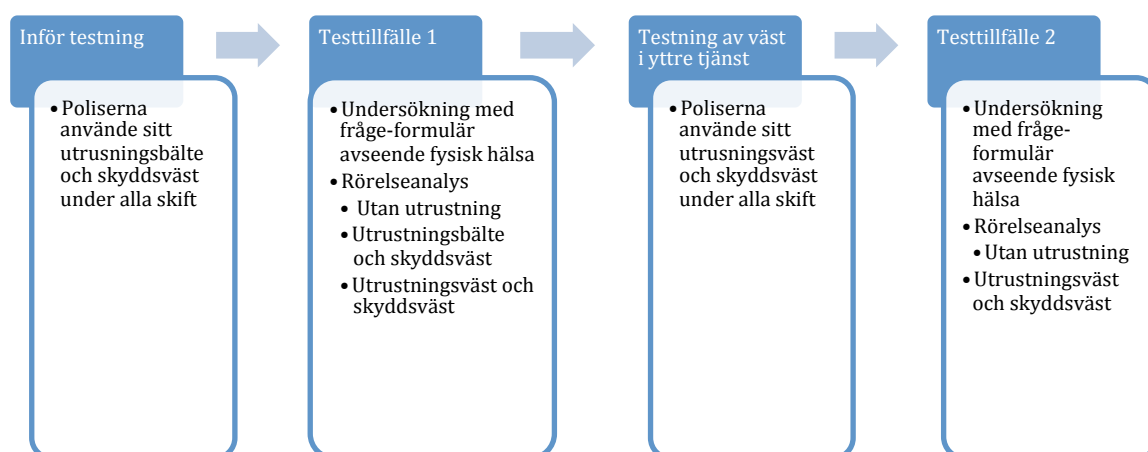 Inför testning
• Poliserna
använde sitt
utrusningsbälte
och skyddsväst
under alla skift
Testtillfälle 1
• Undersökning med
fråge-formulär
avseende fysisk hälsa
• Rörelseanalys
• Utan utrustning
• Utrustningsbälte
och skyddsväst
• Utrustningsväst och
skyddsväst
Testning av väst
i yttre tjänst
• Poliserna
använde sitt
utrusningsväst
och skyddsväst
under alla skift
Testtillfälle 2
• Undersökning
med fråge-
formulär
avseende fysisk
hälsa
• Rörelseanalys
• Utan utrustning
• Utrustningsväst
och skyddsväst